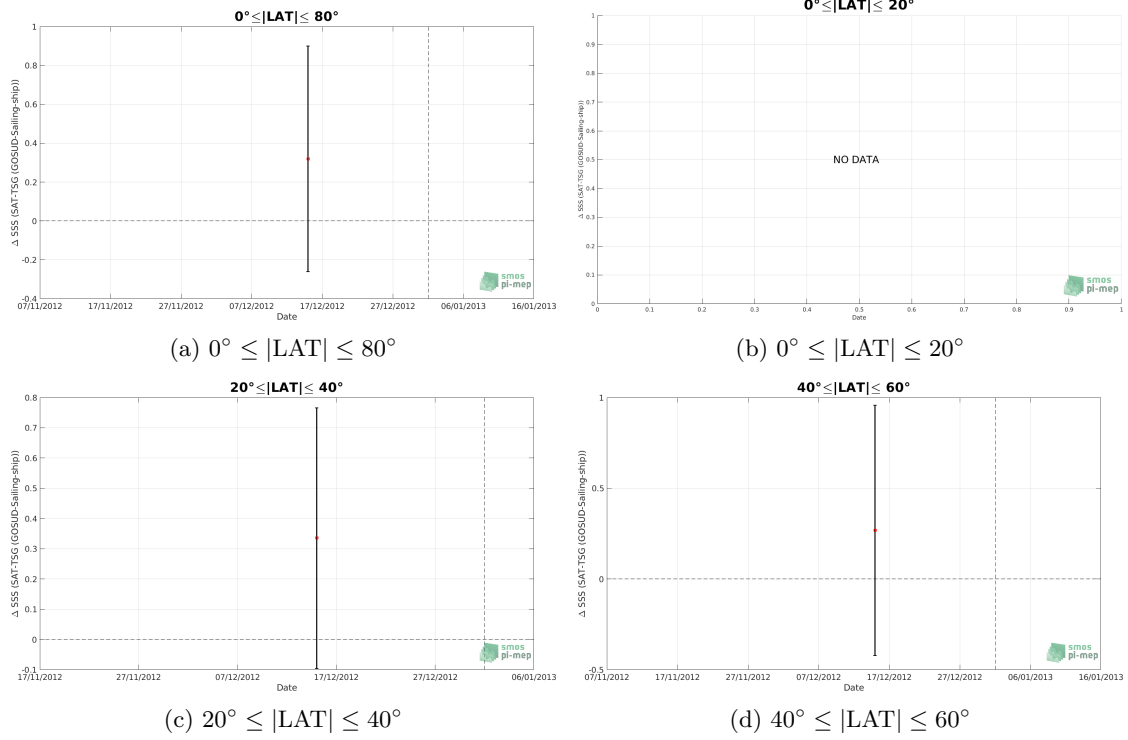 0°≤|LAT|≤ 80°
1
0.8
0.6
0.4
0.2
0
-0.2
-0.4
Δ SSS (SAT-TSG (GOSUD-Sailing-ship))
07/11/2012 17/11/2012 27/11/2012 07/12/2012 17/12/2012 27/12/2012 06/01/2013 16/01/2013
Date
smos
pi-mep
(a) 0° ≤ |LAT| ≤ 80°
0°≤|LAT|≤ 20°
1
0.9
0.8
0.7
0.6
0.5
0.4
0.3
0.2
0.1
0
Δ SSS (SAT-TSG (GOSUD-Sailing-ship))
NO DATA
0 0.1 0.2 0.3 0.4 0.5 0.6 0.7 0.8 0.9 1
Date
smos
pi-mep
(b) 0° ≤ |LAT| ≤ 20°
20°≤|LAT|≤ 40°
0.8
0.7
0.6
0.5
0.4
0.3
0.2
0.1
0
-0.1
Δ SSS (SAT-TSG (GOSUD-Sailing-ship))
17/11/2012 27/11/2012 07/12/2012 17/12/2012 27/12/2012 06/01/2013
Date
smos
pi-mep
(c) 20° ≤ |LAT| ≤ 40°
40°≤|LAT|≤ 60°
1
0.5
0
-0.5
Δ SSS (SAT-TSG (GOSUD-Sailing-ship))
07/11/2012 17/11/2012 27/11/2012 07/12/2012 17/12/2012 27/12/2012 06/01/2013 16/01/2013
Date
smos
pi-mep
(d) 40° ≤ |LAT| ≤ 60°